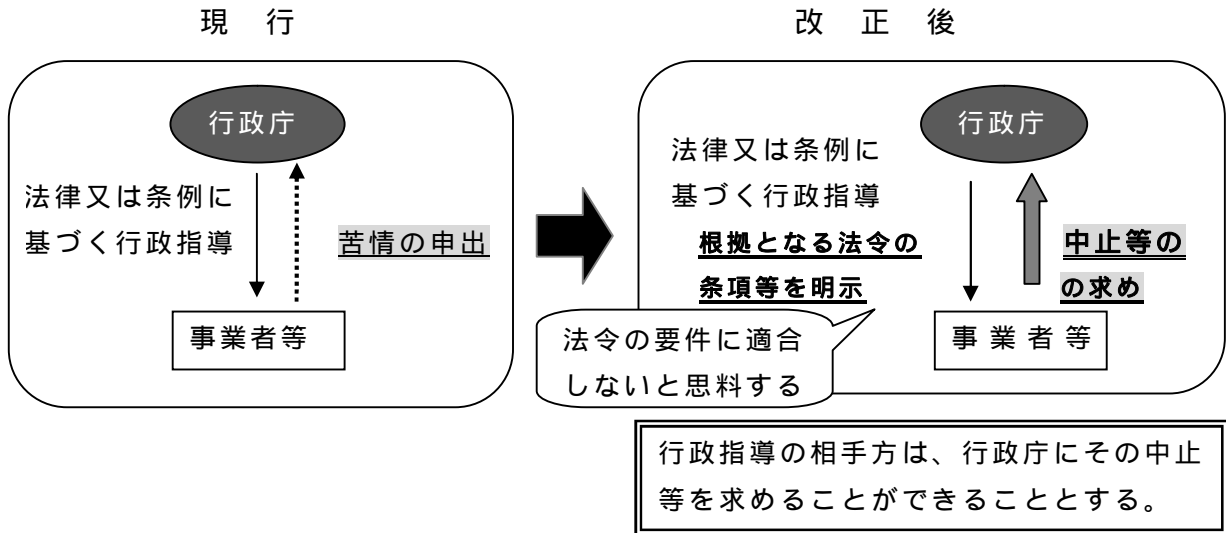 現　行
行政庁
法律又は条例に
基づく行政指導
苦情の申出
事業者等
改　正　後
行政庁
法律又は条例に
基づく行政指導
根拠となる法令の
条項等を明示
中止等の
の求め
法令の要件に適合
しないと思料する
事業者等
行政指導の相手方は、行政庁にその中止
等を求めることができることとする。